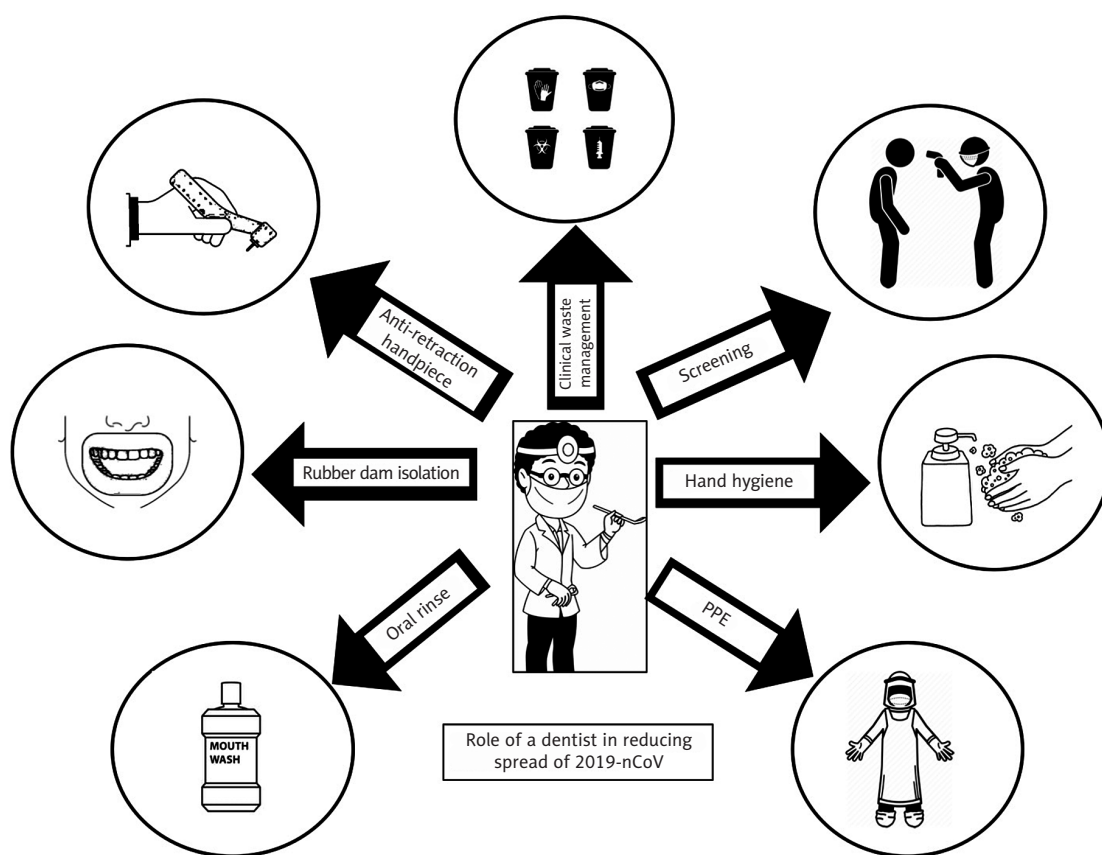 Clinical waste
management
Anti-retraction
handpiece
Screening
Rubber dam isolation
Hand hygiene
Oral rinse
PPE
MOUTH
WASH
Role of a dentist in reducing
spread of 2019-nCoV